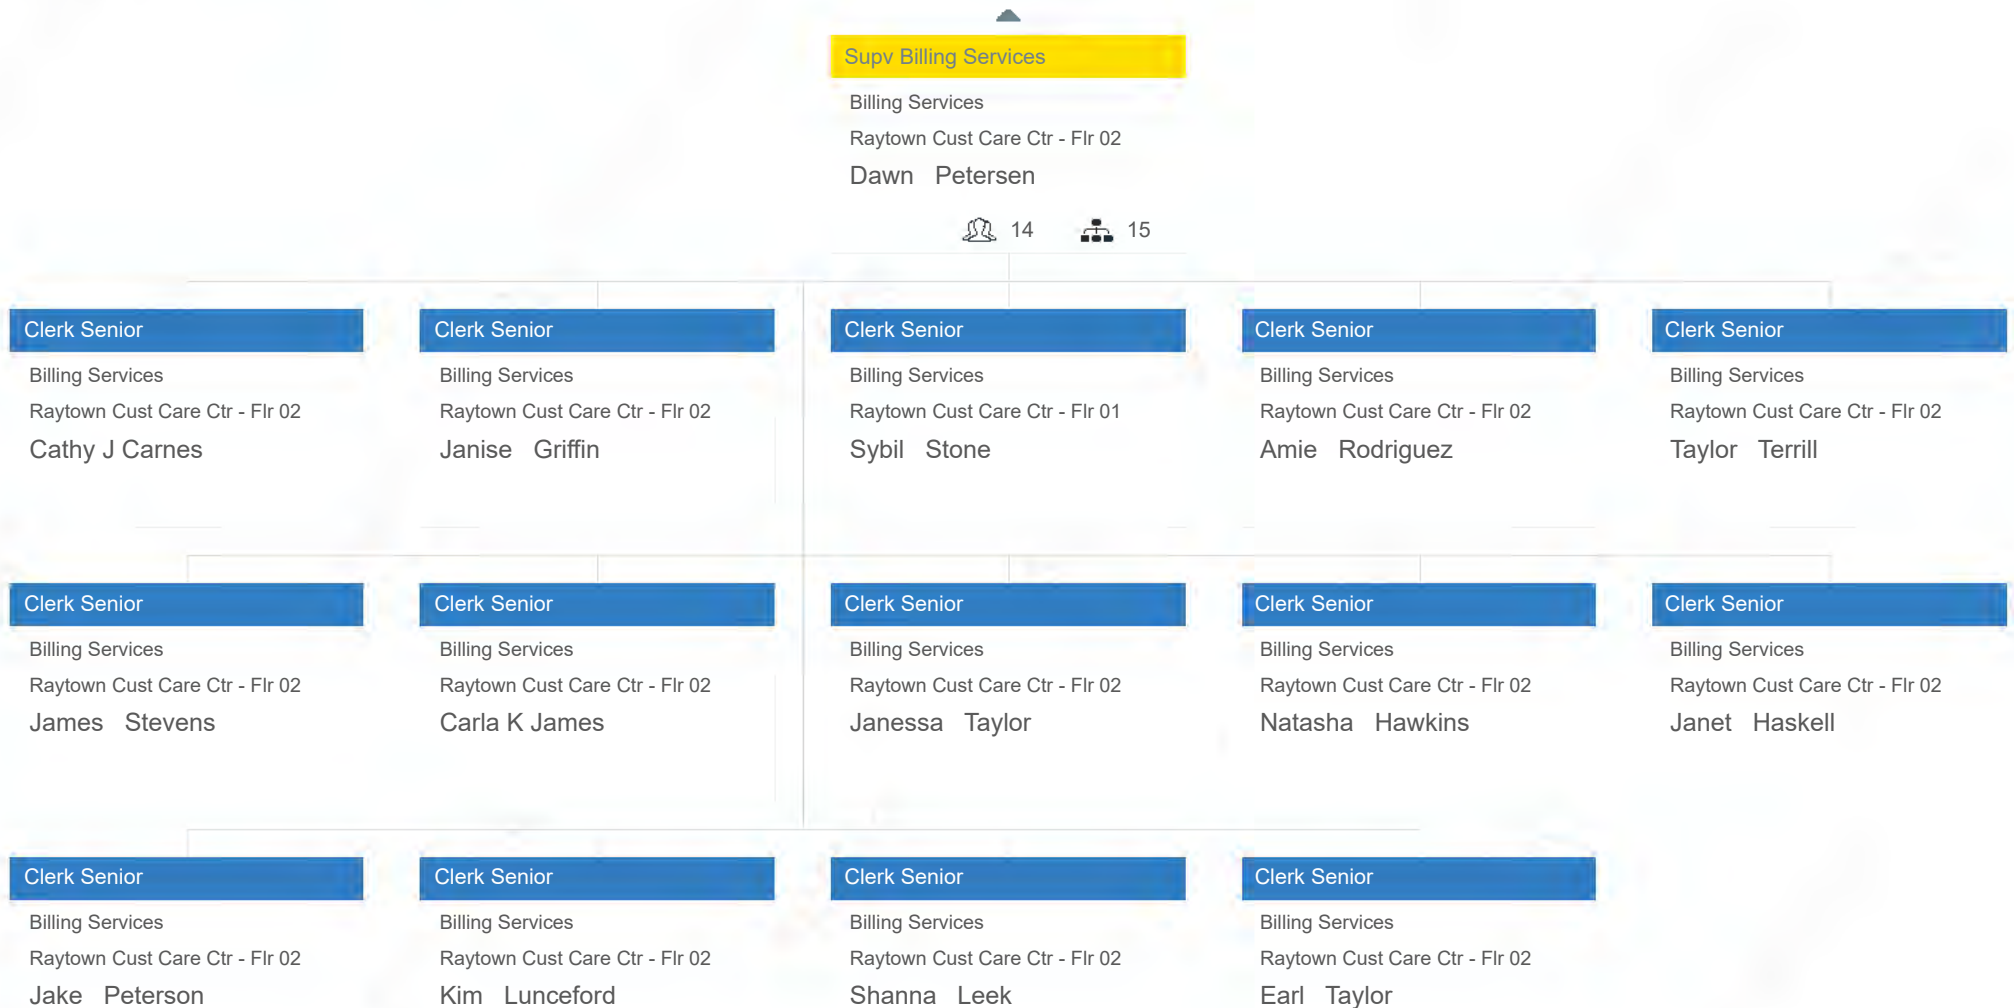 Supv Billing Services
Billing Services
Raytown Cust Care Ctr - Flr 02
Dawn Petersen
14 15
Clerk Senior
Billing Services
Raytown Cust Care Ctr - Flr 02
Cathy J Carnes
Clerk Senior
Billing Services
Raytown Cust Care Ctr - Flr 02
Janise Griffin
Clerk Senior
Billing Services
Raytown Cust Care Ctr - Flr 01
Sybil Stone
Clerk Senior
Billing Services
Raytown Cust Care Ctr - Flr 02
Amie Rodriguez
Clerk Senior
Billing Services
Raytown Cust Care Ctr - Flr 02
Taylor Terrill
Clerk Senior
Billing Services
Raytown Cust Care Ctr - Flr 02
James Stevens
Clerk Senior
Billing Services
Raytown Cust Care Ctr - Flr 02
Carla K James
Clerk Senior
Billing Services
Raytown Cust Care Ctr - Flr 02
Janessa Taylor
Clerk Senior
Billing Services
Raytown Cust Care Ctr - Flr 02
Natasha Hawkins
Clerk Senior
Billing Services
Raytown Cust Care Ctr - Flr 02
Janet Haskell
Clerk Senior
Billing Services
Raytown Cust Care Ctr - Flr 02
Jake Peterson
Clerk Senior
Billing Services
Raytown Cust Care Ctr - Flr 02
Kim Lunceford
Clerk Senior
Billing Services
Raytown Cust Care Ctr - Flr 02
Shanna Leek
Clerk Senior
Billing Services
Raytown Cust Care Ctr - Flr 02
Earl Taylor